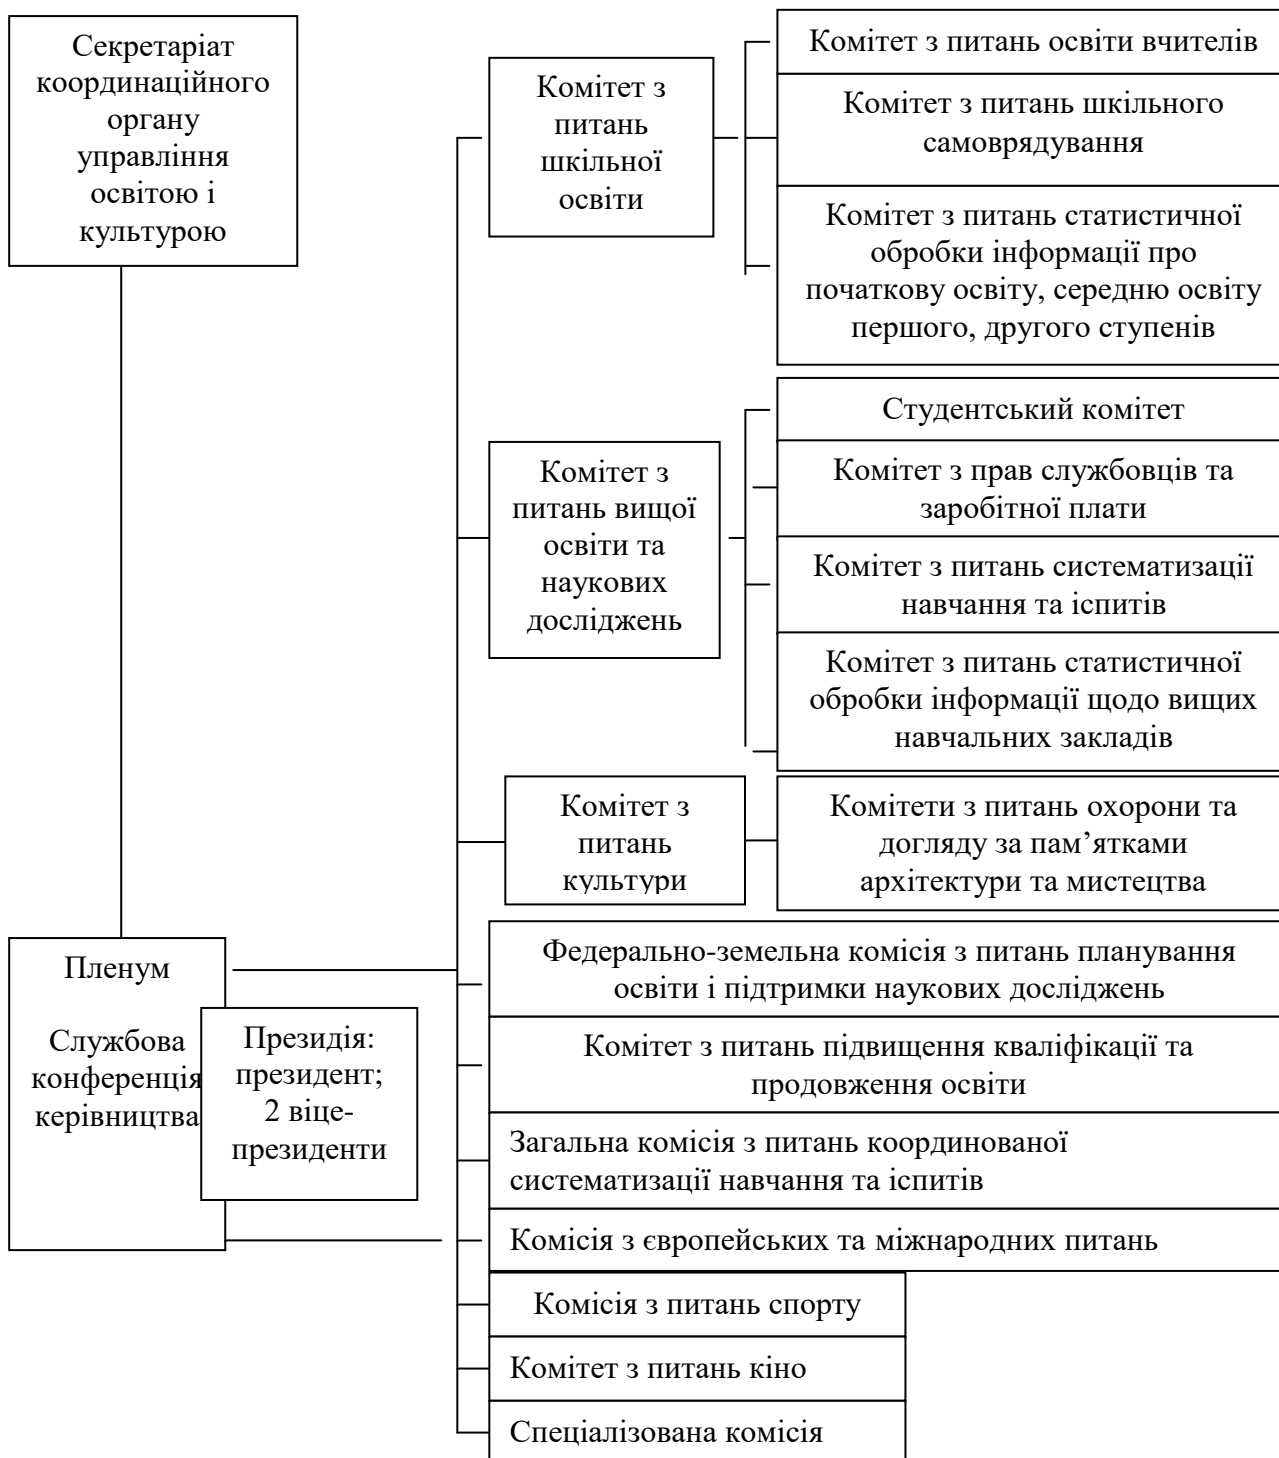 Секретаріат
координаційного
органу
управління
освітою і
культурою
Комітет з
питань
шкільної
освіти
Комітет з питань освіти вчителів
Комітет з питань шкільного
самоврядування
Комітет з питань статистичної
обробки інформації про
початкову освіту, середню освіту
першого, другого ступенів
Комітет з
питань вищої
освіти та
наукових
досліджень
Студентський комітет
Комітет з прав службовців та
заробітної плати
Комітет з питань систематизації
навчання та іспитів
Комітет з питань статистичної
обробки інформації щодо вищих
навчальних закладів
Комітет з
питань
культури
Комітети з питань охорони та
догляду за пам’ятками
архітектури та мистецтва
Пленум
Службова
конференція
керівництва
Президія:
президент;
2 віце-
президенти
Федерально-земельна комісія з питань планування
освіти і підтримки наукових досліджень
Комітет з питань підвищення кваліфікації та
продовження освіти
Загальна комісія з питань координованої
систематизації навчання та іспитів
Комісія з європейських та міжнародних питань
Комісія з питань спорту
Комітет з питань кіно
Спеціалізована комісія